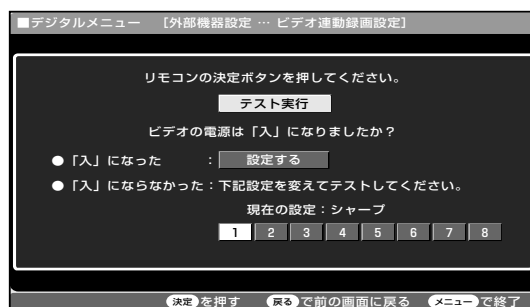 ■デジタルメニュー [外部機器設定 … ビデオ連動録画設定]
リモコンの決定ボタンを押してください。
テスト実行
ビデオの電源は「入」になりましたか？
●「入」になった ： 設定する
●「入」にならなかった：下記設定を変えてテストしてください。
現在の設定：シャープ
1 2 3 4 5 6 7 8
決定を押す 戻るで前の画面に戻る メニューで終了